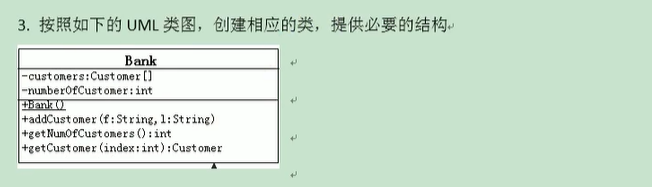 3. 按照如下的 UML 类图，创建相应的类，提供必要的结构
Bank
-customers:Customer[]
-numberOfCustomer:int
+Bank()
+addCustomer(f:String,l:String)
+getNumOfCustomers():int
+getCustomer(index:int):Customer